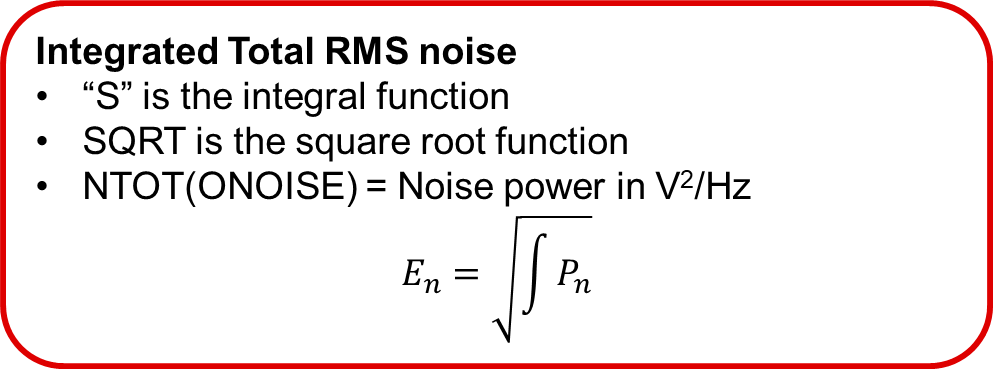 Integrated Total RMS noise
• “S” is the integral function
• SQRT is the square root function
• NTOT(ONOISE) = Noise power in V²/Hz
Eₙ = √∫Pₙ